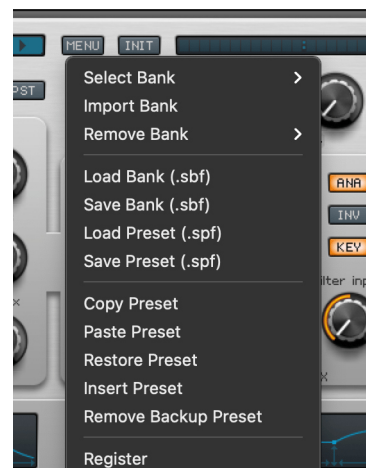 MENU INIT
PST
Select Bank
Import Bank
Remove Bank
Load Bank (.sbf)
Save Bank (.sbf)
Load Preset (.spf)
Save Preset (.spf)
Copy Preset
Paste Preset
Restore Preset
Insert Preset
Remove Backup Preset
Register
ANA
INV
KEY
ilter inp
x
X